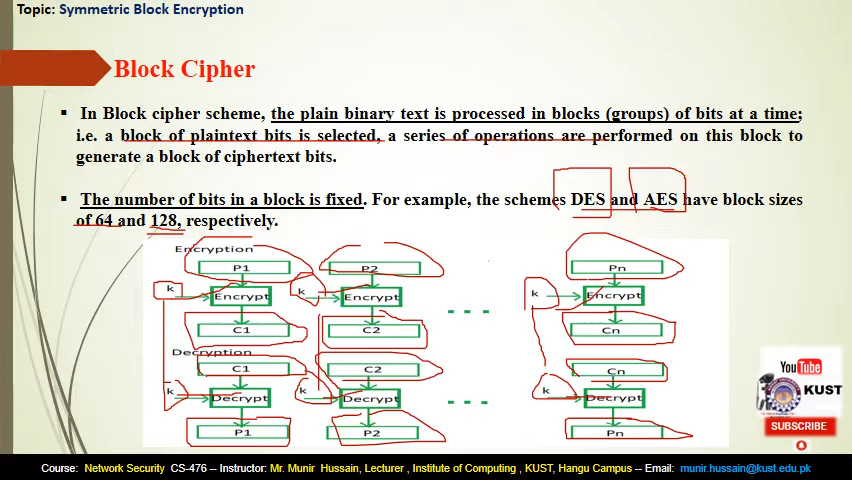 Topic: Symmetric Block Encryption
Block Cipher
▪ In Block cipher scheme, the plain binary text is processed in blocks (groups) of bits at a time;
i.e. a block of plaintext bits is selected, a series of operations are performed on this block to
generate a block of ciphertext bits.
▪ The number of bits in a block is fixed. For example, the schemes DES and AES have block sizes
of 64 and 128, respectively.
Encryption
P1 P2 Pn
k Encrypt k Encrypt k Encrypt
C1 C2 Cn
Decryption
C1 C2 Cn
k Decrypt k Decrypt k Decrypt
P1 P2 Pn
YouTube
KUST
SUBSCRIBE
Course: Network Security CS-476 -- Instructor: Mr. Munir Hussain, Lecturer , Institute of Computing , KUST, Hangu Campus -- Email: munir.hussain@kust.edu.pk